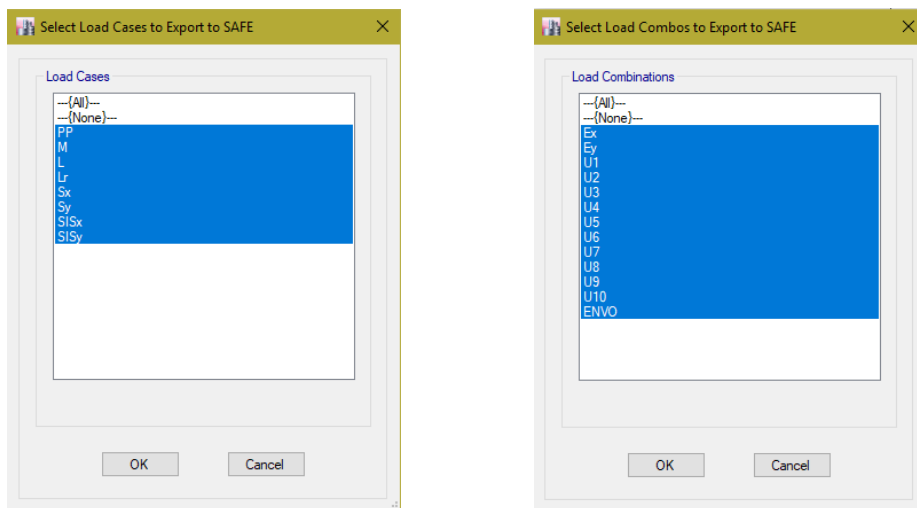 Select Load Cases to Export to SAFE
Load Cases
---{All}---
---{None}---
PP
M
L
Lr
Sx
Sy
SISx
SISy
OK Cancel
Select Load Combos to Export to SAFE
Load Combinations
---{All}---
---{None}---
Ex
Ey
U1
U2
U3
U4
U5
U6
U7
U8
U9
U10
ENVO
OK Cancel